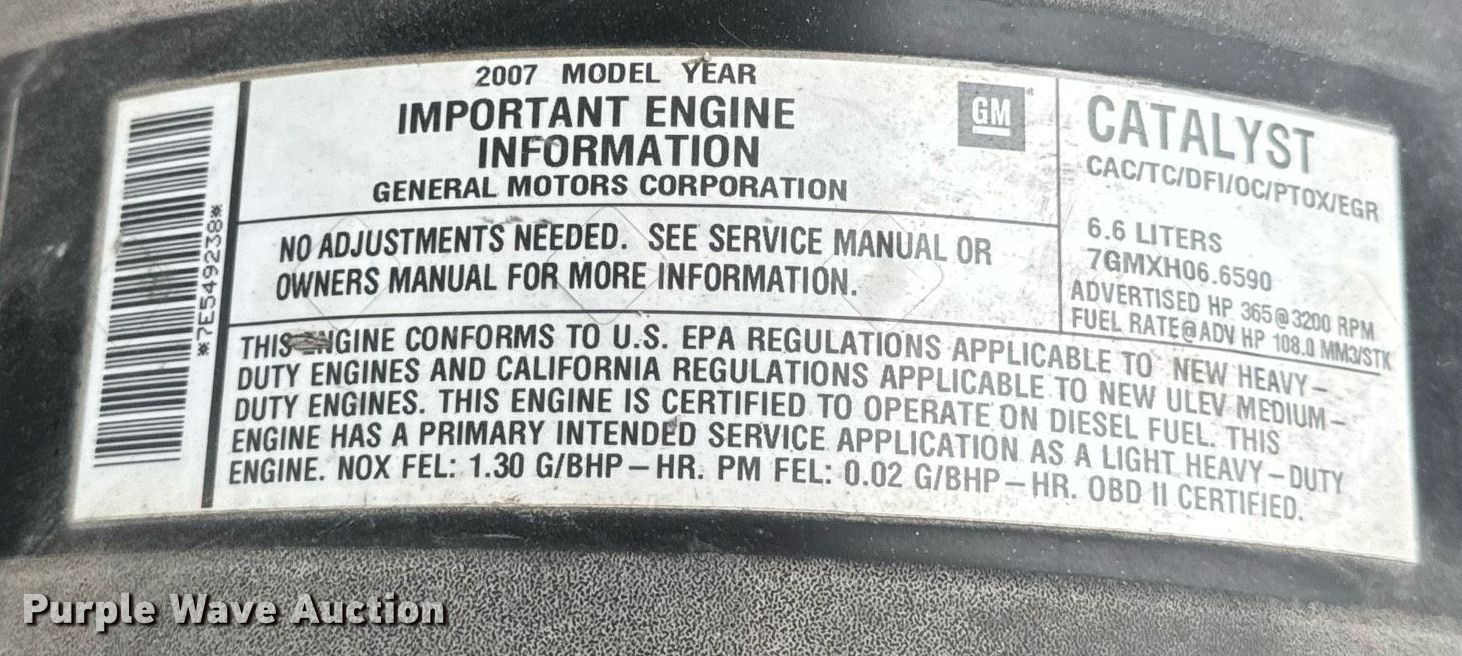 2007 MODEL YEAR
IMPORTANT ENGINE
INFORMATION
GENERAL MOTORS CORPORATION
GM
NO ADJUSTMENTS NEEDED. SEE SERVICE MANUAL OR
OWNERS MANUAL FOR MORE INFORMATION.
CATALYST
CAC/TC/DFI/OC/PTOX/EGR
6.6 LITERS
7GMXH06.6590
ADVERTISED HP 365@3200 RPM
FUEL RATE@ADV HP 108.0 MM3/STK
THIS ENGINE CONFORMS TO U.S. EPA REGULATIONS APPLICABLE TO NEW HEAVY-
DUTY ENGINES AND CALIFORNIA REGULATIONS APPLICABLE TO NEW ULEV MEDIUM-
DUTY ENGINES. THIS ENGINE IS CERTIFIED TO OPERATE ON DIESEL FUEL. THIS
ENGINE HAS A PRIMARY INTENDED SERVICE APPLICATION AS A LIGHT HEAVY-DUTY
ENGINE. NOX FEL: 1.30 G/BHP-HR. PM FEL: 0.02 G/BHP-HR. OBD II CERTIFIED.
*7E5492238*
Purple Wave Auction